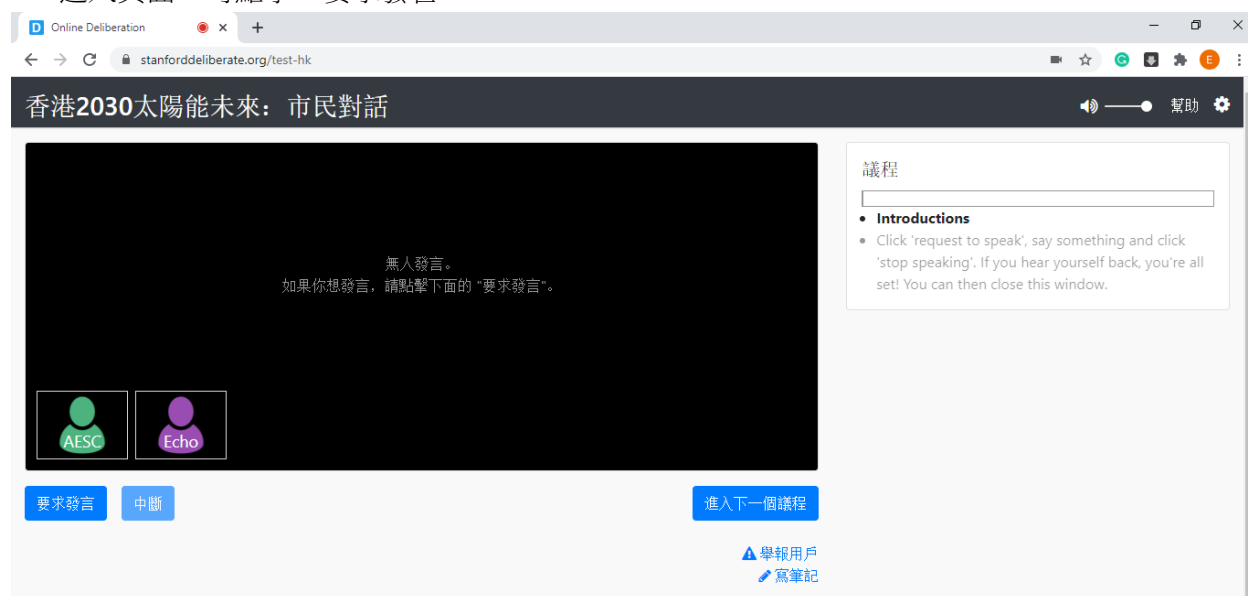 Online Deliberation
stanforddeliberate.org/test-hk
E
香港2030太陽能未來：市民對話
幫助
無人發言。
如果你想發言，請點擊下面的 "要求發言"。
AESC
Echo
要求發言
中斷
進入下一個議程
舉報用戶
寫筆記
議程
Introductions
Click 'request to speak', say something and click
'stop speaking'. If you hear yourself back, you're all
set! You can then close this window.